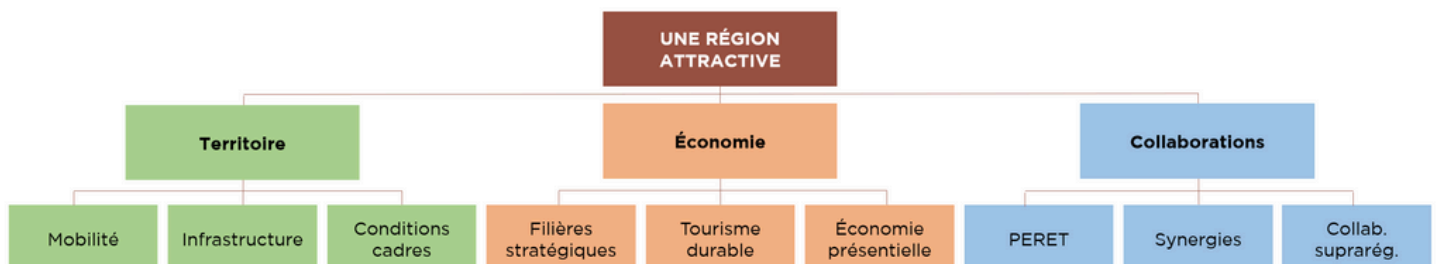 UNE RÉGION
ATTRACTIVE
Territoire
Économie
Collaborations
Mobilité
Infrastructure
Conditions
cadres
Filières
stratégiques
Tourisme
durable
Économie
présentielle
PERET
Synergies
Collab.
suprarég.